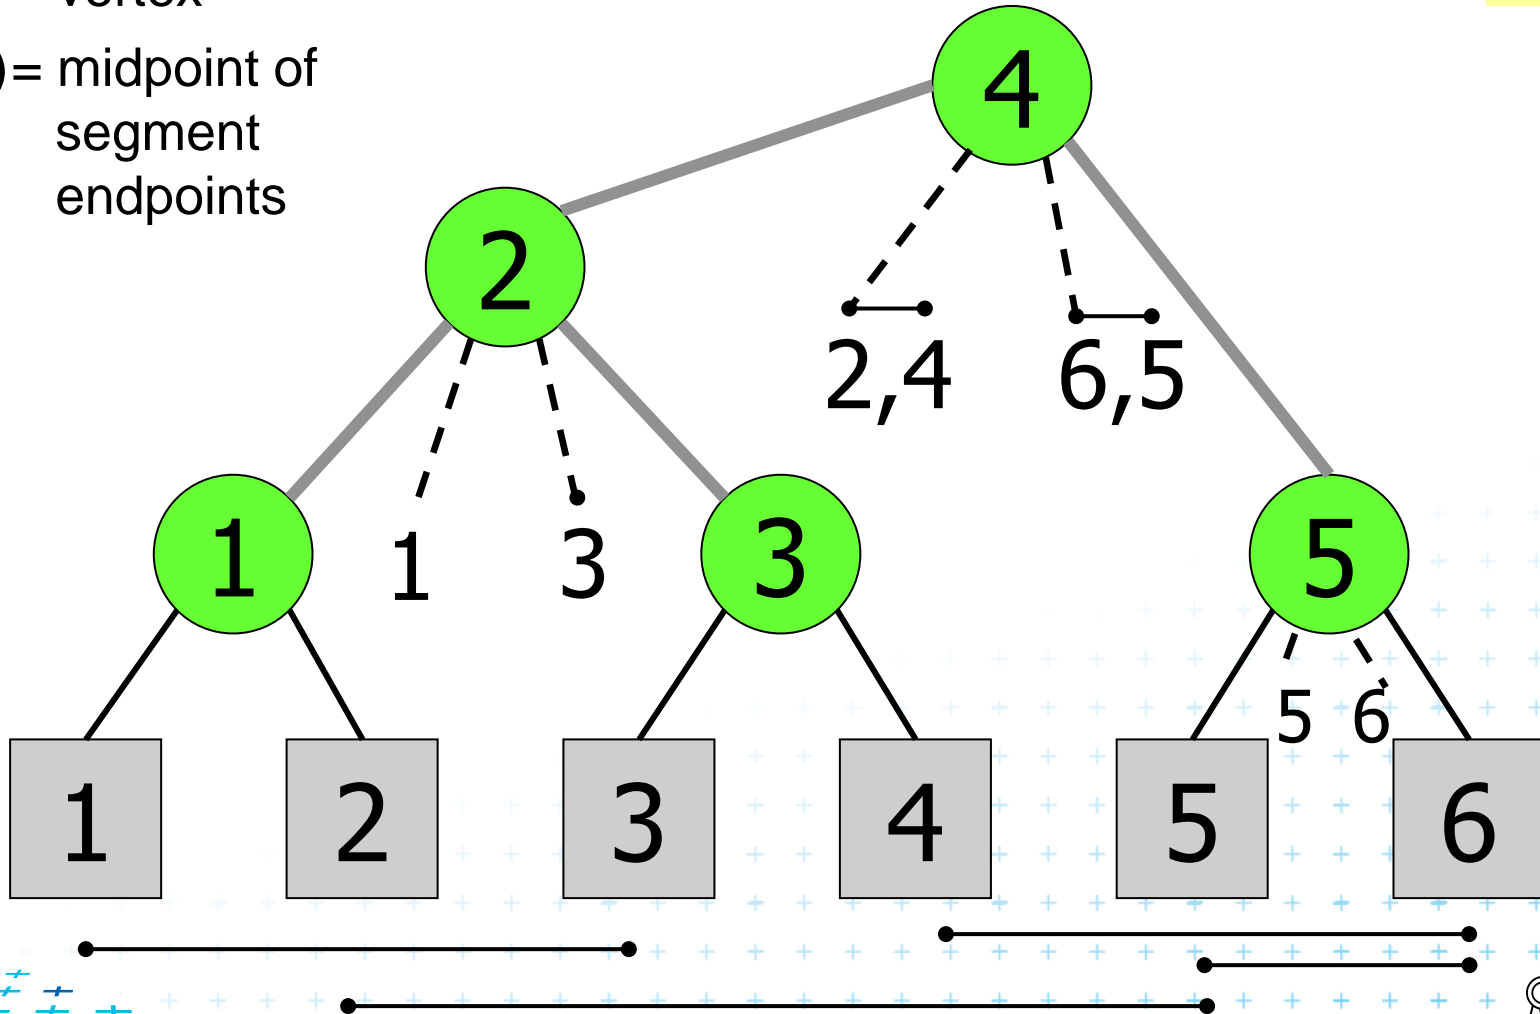 vertex
)= midpoint of
segment
endpoints
4
2
2,4 6,5
1 1 3 3 5
5 6
1 2 3 4 5 6